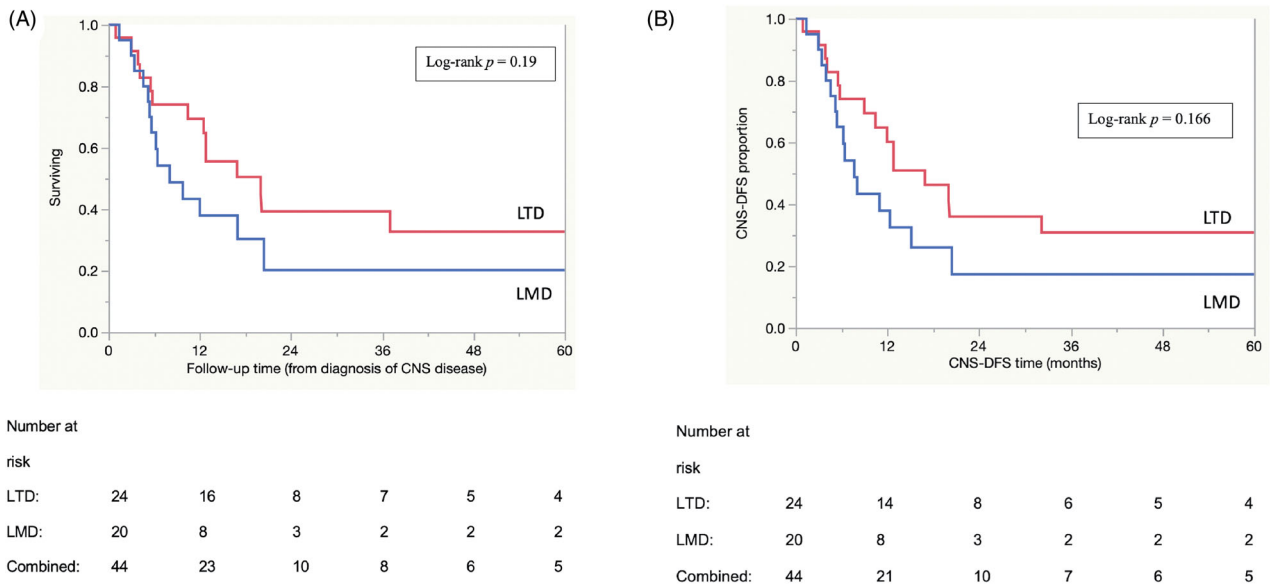 (A)
1.0
0.8
0.6
0.4
0.2
0.0
Surviving
Log-rank p = 0.19
LTD
LMD
0 12 24 36 48 60
Follow-up time (from diagnosis of CNS disease)
Number at
risk
LTD: 24 16 8 7 5 4
LMD: 20 8 3 2 2 2
Combined: 44 23 10 8 6 5
(B)
1.0
0.8
0.6
0.4
0.2
0.0
CNS-DFS proportion
Log-rank p = 0.166
LTD
LMD
0 12 24 36 48 60
CNS-DFS time (months)
Number at
risk
LTD: 24 14 8 6 5 4
LMD: 20 8 3 2 2 2
Combined: 44 21 10 7 6 5